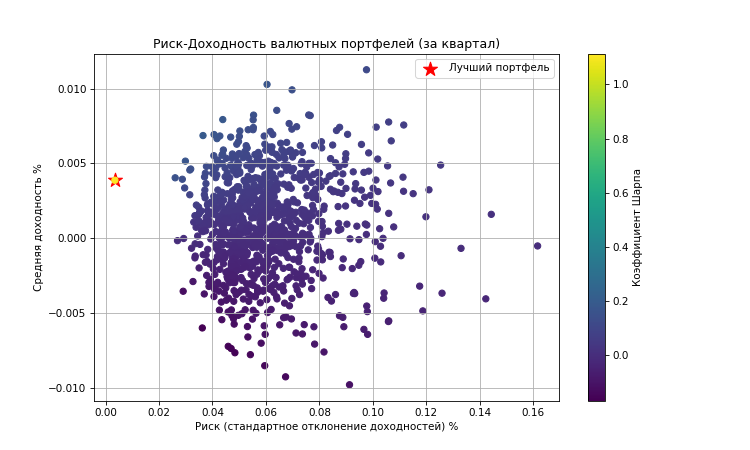 Риск-Доходность валютных портфелей (за квартал)
Лучший портфель
Средняя доходность %
0.010
0.005
0.000
−0.005
−0.010
0.00 0.02 0.04 0.06 0.08 0.10 0.12 0.14 0.16
Риск (стандартное отклонение доходностей) %
1.0
0.8
0.6
0.4
0.2
0.0
Коэффициент Шарпа